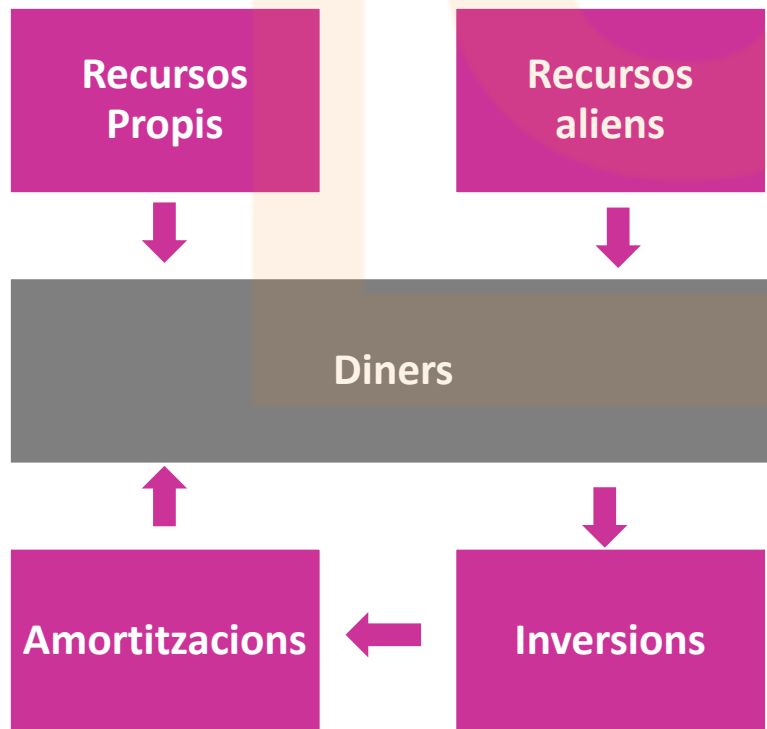 Recursos
Propis
Recursos
aliens
Diners
Amortitzacions
Inversions